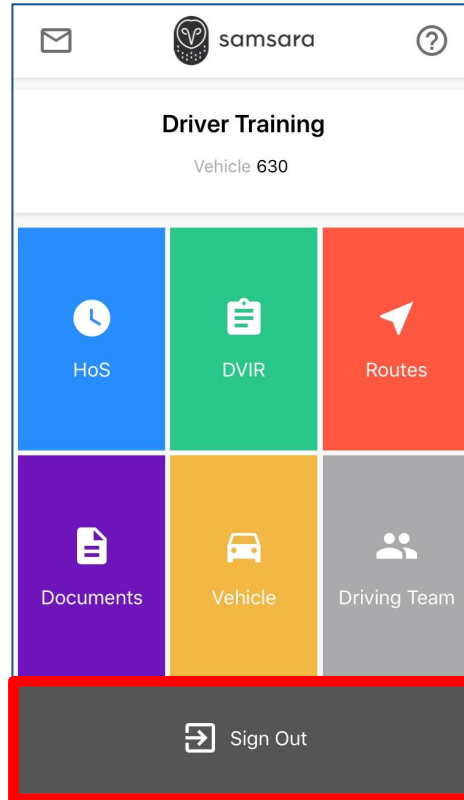 samsara
Driver Training
Vehicle 630
HoS
DVIR
Routes
Documents
Vehicle
Driving Team
Sign Out